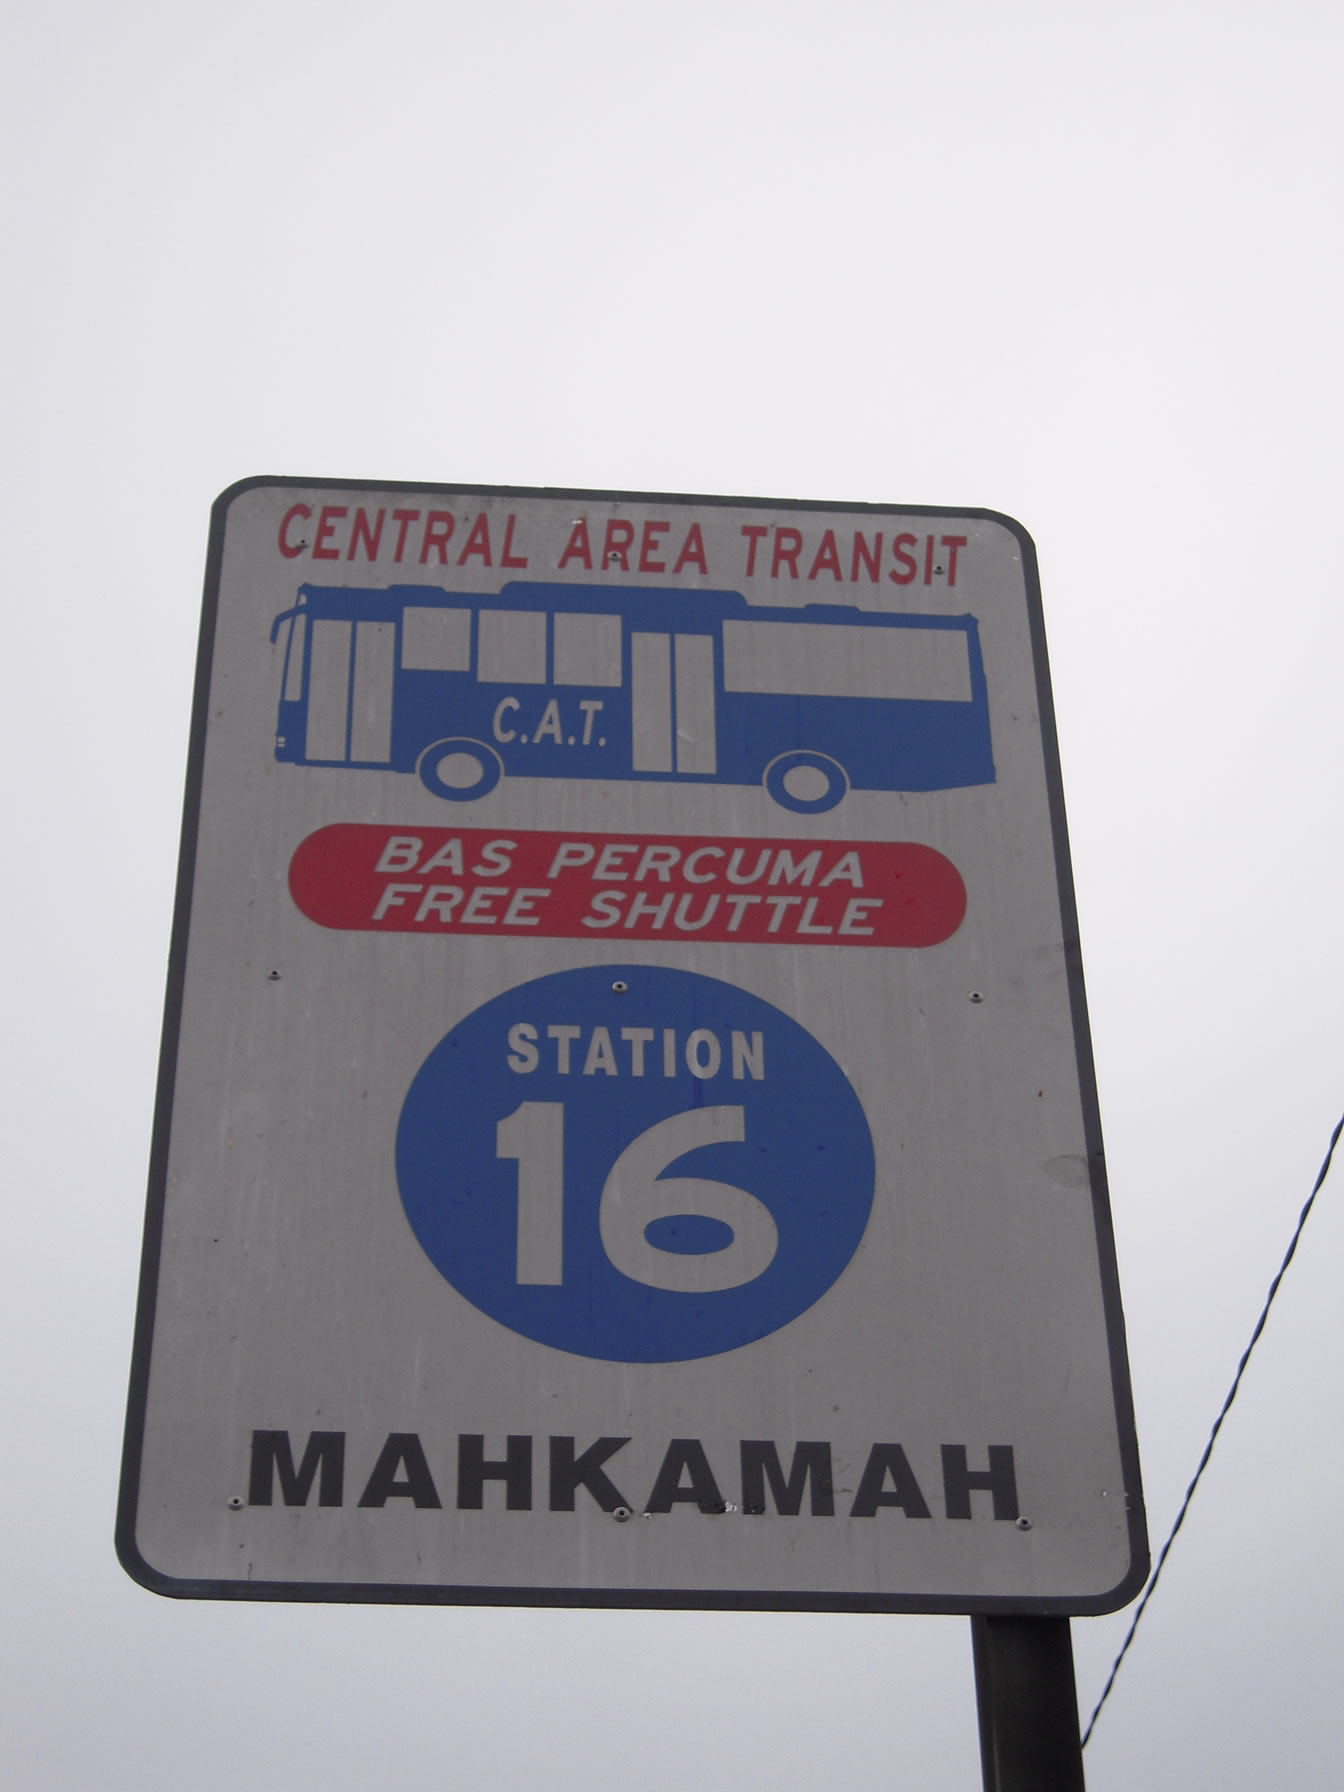 CENTRAL AREA TRANSIT
C.A.T.
BAS PERCUMA
FREE SHUTTLE
STATION
16
MAHKAMAH